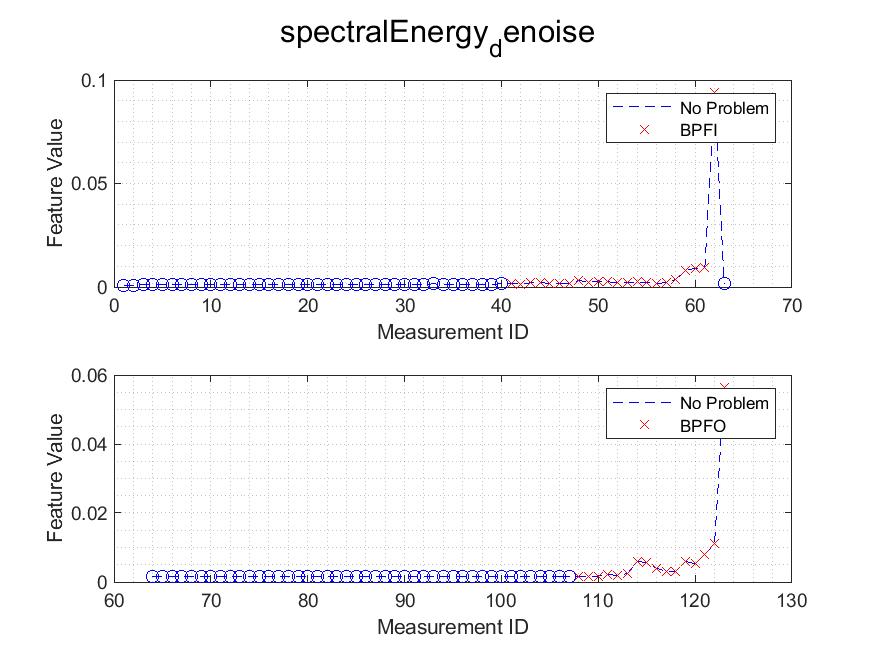 spectralEnergy_denoise
0.1
No Problem
BPFI
0.05
0
Feature Value
0 10 20 30 40 50 60 70
Measurement ID
0.06
No Problem
BPFO
0.04
0.02
0
Feature Value
60 70 80 90 100 110 120 130
Measurement ID